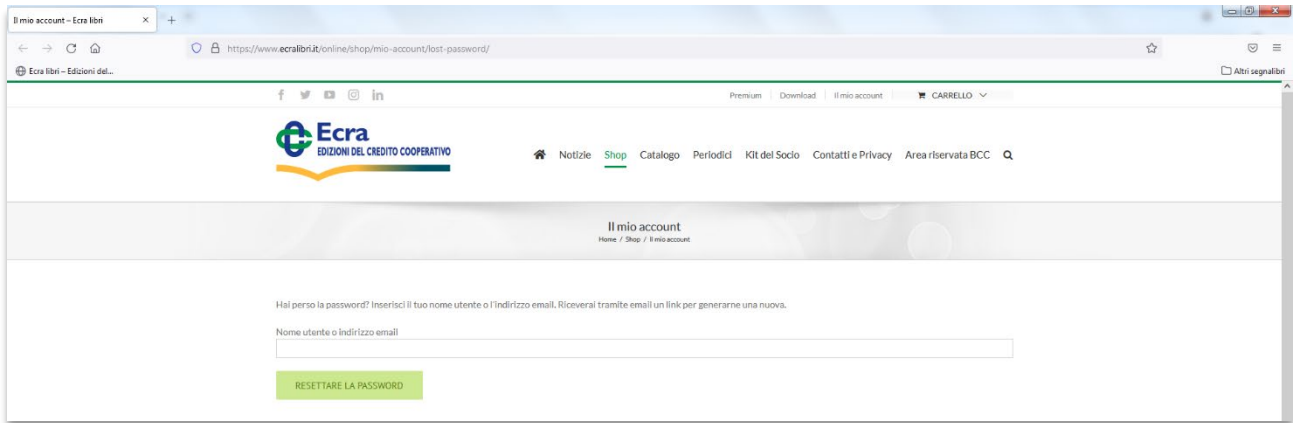 Il mio account – Ecra libri
https://www.ecralibri.it/online/shop/mio-account/lost-password/
Ecra libri – Edizioni del...
Altri segnalibri
Premium Download Il mio account CARRELLO
Ecra
EDIZIONI DEL CREDITO COOPERATIVO
Notizie Shop Catalogo Periodici Kit del Socio Contatti e Privacy Area riservata BCC
Il mio account
Home / Shop / Il mio account
Hai perso la password? Inserisci il tuo nome utente o l'indirizzo email. Riceverai tramite email un link per generarne una nuova.
Nome utente o indirizzo email
RESETTARE LA PASSWORD